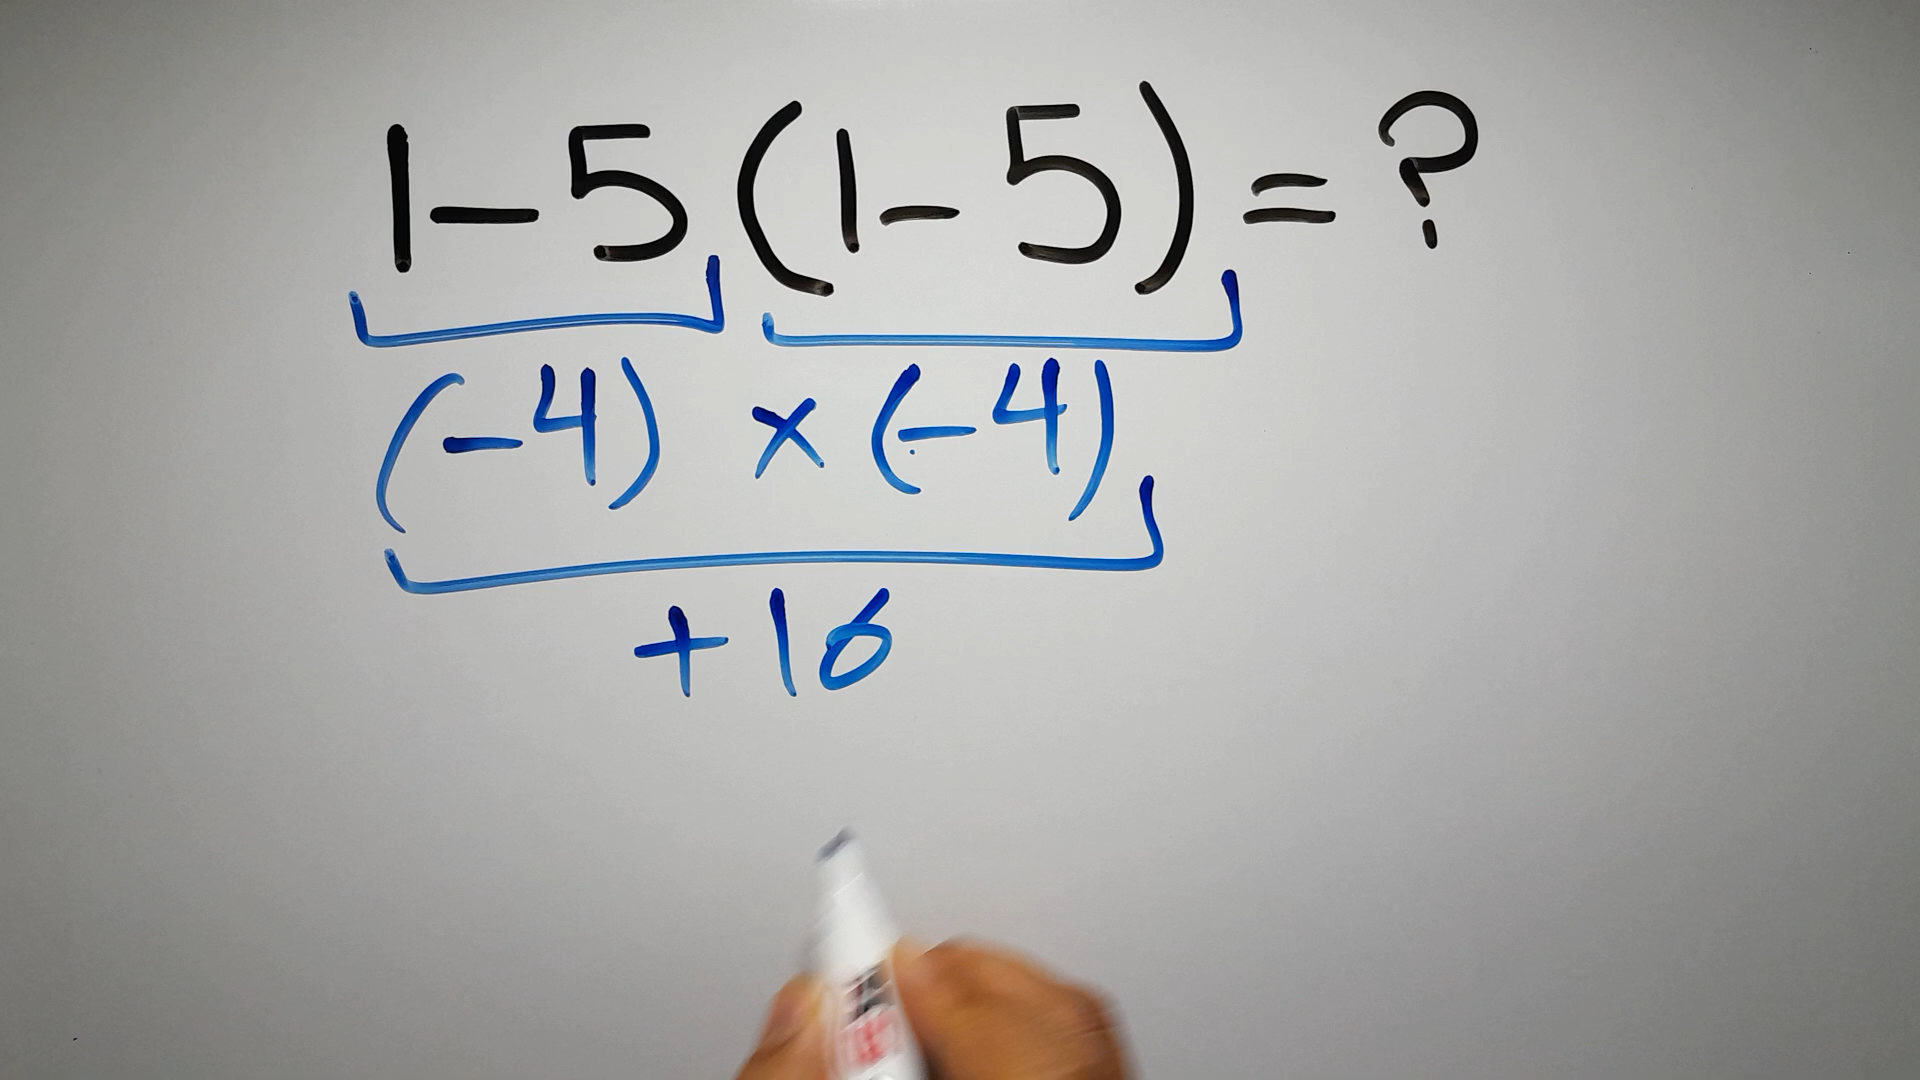 1-5(1-5)=?
(-4) × (-4)
+16